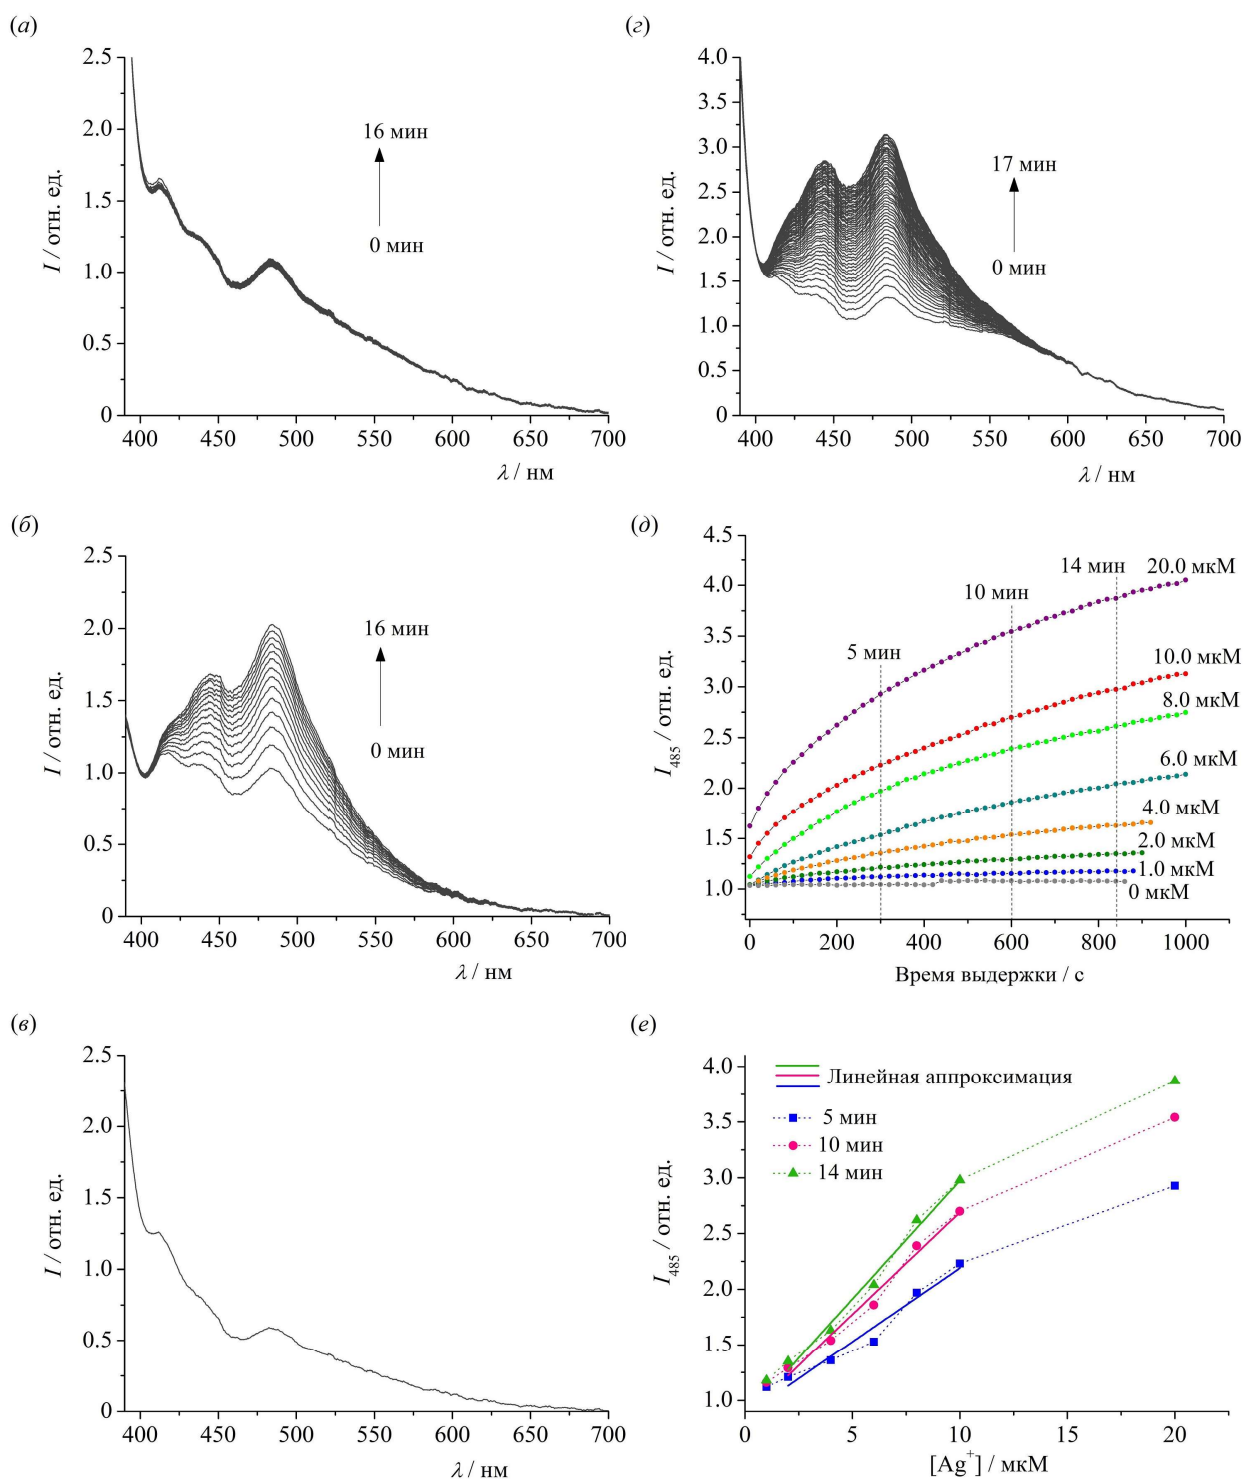 (а)
2.5
2.0
1.5
1.0
0.5
0
I / отн. ед.
16 мин
0 мин
400 450 500 550 600 650 700
λ / нм
(г)
4.0
3.5
3.0
2.5
2.0
1.5
1.0
0.5
0
I / отн. ед.
17 мин
0 мин
400 450 500 550 600 650 700
λ / нм
(б)
2.5
2.0
1.5
1.0
0.5
0
I / отн. ед.
16 мин
0 мин
400 450 500 550 600 650 700
λ / нм
(д)
4.5
4.0
3.5
3.0
2.5
2.0
1.5
1.0
I485 / отн. ед.
5 мин
10 мин
14 мин
20.0 мкМ
10.0 мкМ
8.0 мкМ
6.0 мкМ
4.0 мкМ
2.0 мкМ
1.0 мкМ
0 мкМ
0 200 400 600 800 1000
Время выдержки / с
(в)
2.5
2.0
1.5
1.0
0.5
0
I / отн. ед.
400 450 500 550 600 650 700
λ / нм
(е)
4.0
3.5
3.0
2.5
2.0
1.5
1.0
I485 / отн. ед.
Линейная аппроксимация
5 мин
10 мин
14 мин
0 5 10 15 20
[Ag+] / мкМ